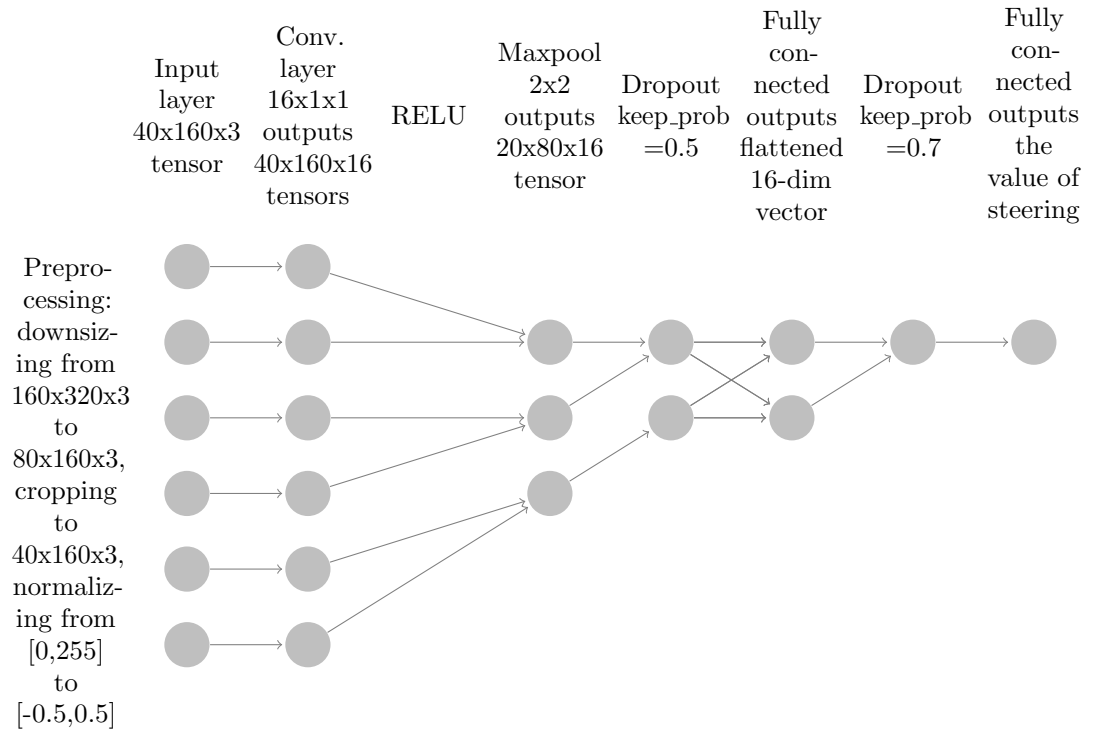 Input
layer
40x160x3
tensor
Conv.
layer
16x1x1
outputs
40x160x16
tensors
RELU
Maxpool
2x2
outputs
20x80x16
tensor
Dropout
keep_prob
=0.5
Fully
con-
nected
outputs
flattened
16-dim
vector
Dropout
keep_prob
=0.7
Fully
con-
nected
outputs
the
value of
steering
Prepro-
cessing:
downsiz-
ing from
160x320x3
to
80x160x3,
cropping
to
40x160x3,
normaliz-
ing from
[0,255]
to
[-0.5,0.5]